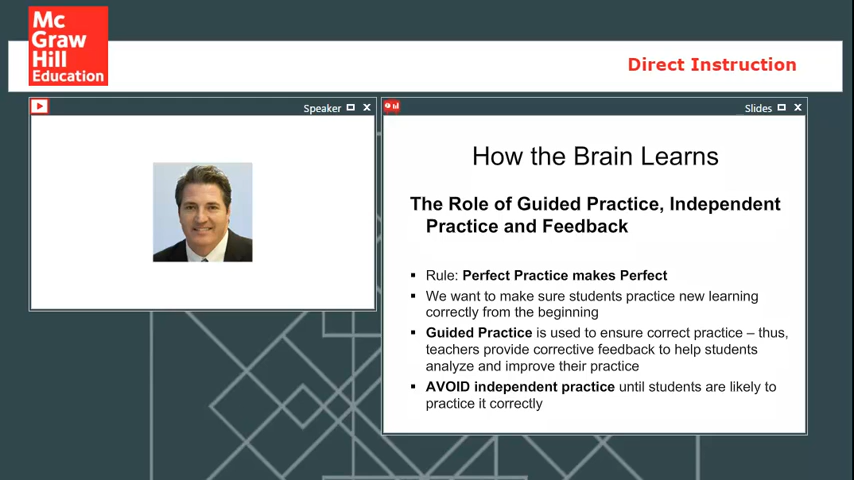 Mc
Graw
Hill
Education
Direct Instruction
Speaker
Slides
How the Brain Learns
The Role of Guided Practice, Independent
Practice and Feedback
▪ Rule: Perfect Practice makes Perfect
▪ We want to make sure students practice new learning
correctly from the beginning
▪ Guided Practice is used to ensure correct practice – thus,
teachers provide corrective feedback to help students
analyze and improve their practice
▪ AVOID independent practice until students are likely to
practice it correctly